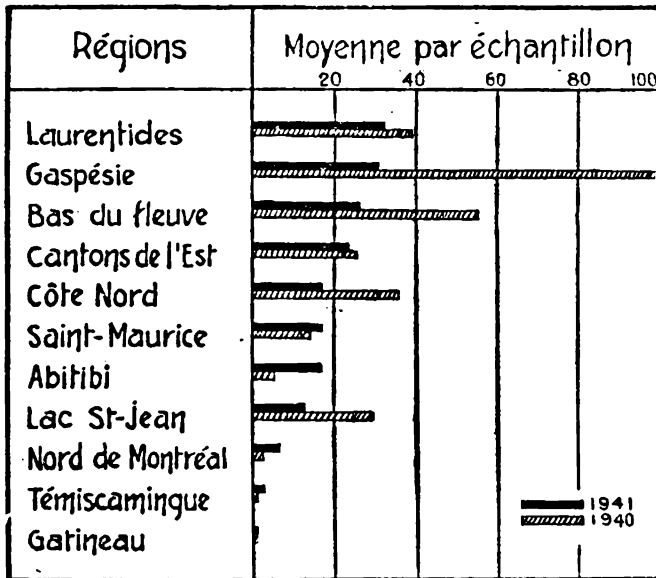 Régions
Moyenne par échantillon
20 40 60 80 100
Laurentides
Gaspésie
Bas du fleuve
Cantons de l'Est
Côte Nord
Saint-Maurice
Abitibi
Lac St-Jean
Nord de Montréal
Témiscamingue
Gatineau
1941
1940